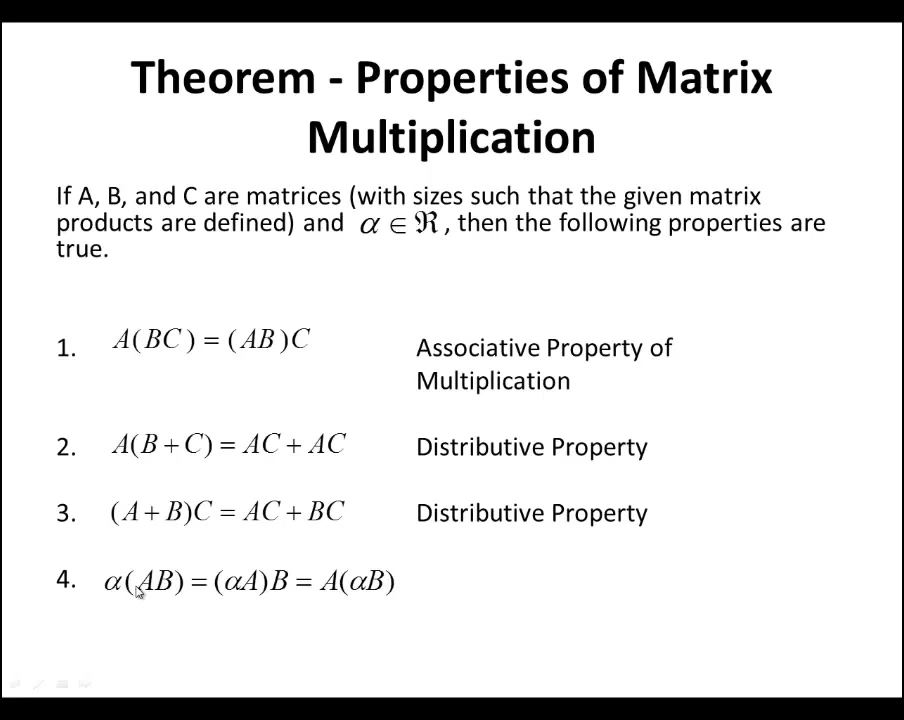 Theorem - Properties of Matrix
Multiplication
If A, B, and C are matrices (with sizes such that the given matrix
products are defined) and α ∈ ℜ, then the following properties are
true.
1. A(BC) = (AB)C Associative Property of
Multiplication
2. A(B + C) = AC + AC Distributive Property
3. (A + B)C = AC + BC Distributive Property
4. α(AB) = (αA)B = A(αB)